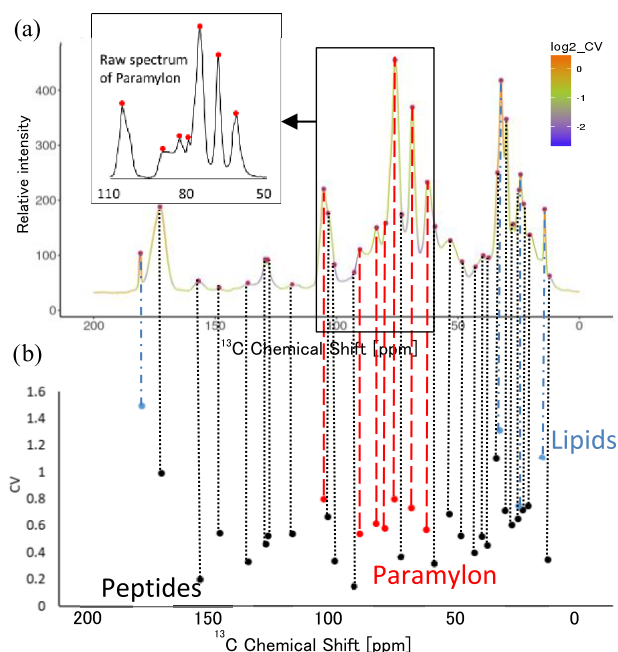 (a)
Raw spectrum
of Paramylon
110 80 50
log2_CV
0
-1
-2
Relative intensity
400
300
200
100
0
200 150 100 50 0
13C Chemical Shift [ppm]
(b)
1.6
1.4
1.2
1
0.8
0.6
0.4
0.2
0
CV
Lipids
Peptides
Paramylon
200 150 100 50 0
13C Chemical Shift [ppm]